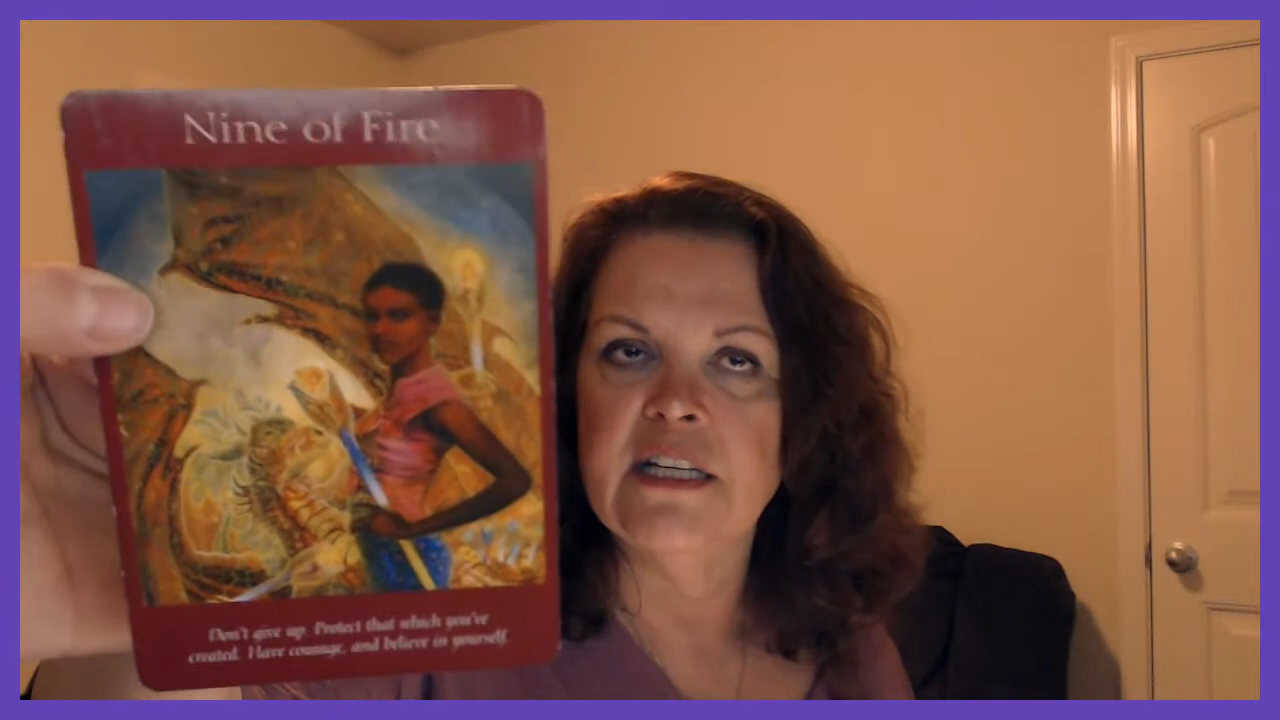 Nine of Fire
Don't give up. Protect that which you've
created. Have courage, and believe in yourself.